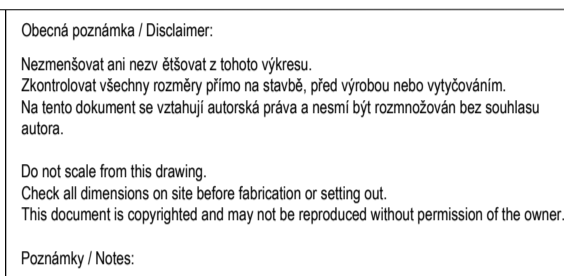 Obecná poznámka / Disclaimer:
Nezmenšovat ani nezv ětšovat z tohoto výkresu.
Zkontrolovat všechny rozměry přímo na stavbě, před výrobou nebo vytyčováním.
Na tento dokument se vztahují autorská práva a nesmí být rozmnožován bez souhlasu
autora.
Do not scale from this drawing.
Check all dimensions on site before fabrication or setting out.
This document is copyrighted and may not be reproduced without permission of the owner.
Poznámky / Notes: